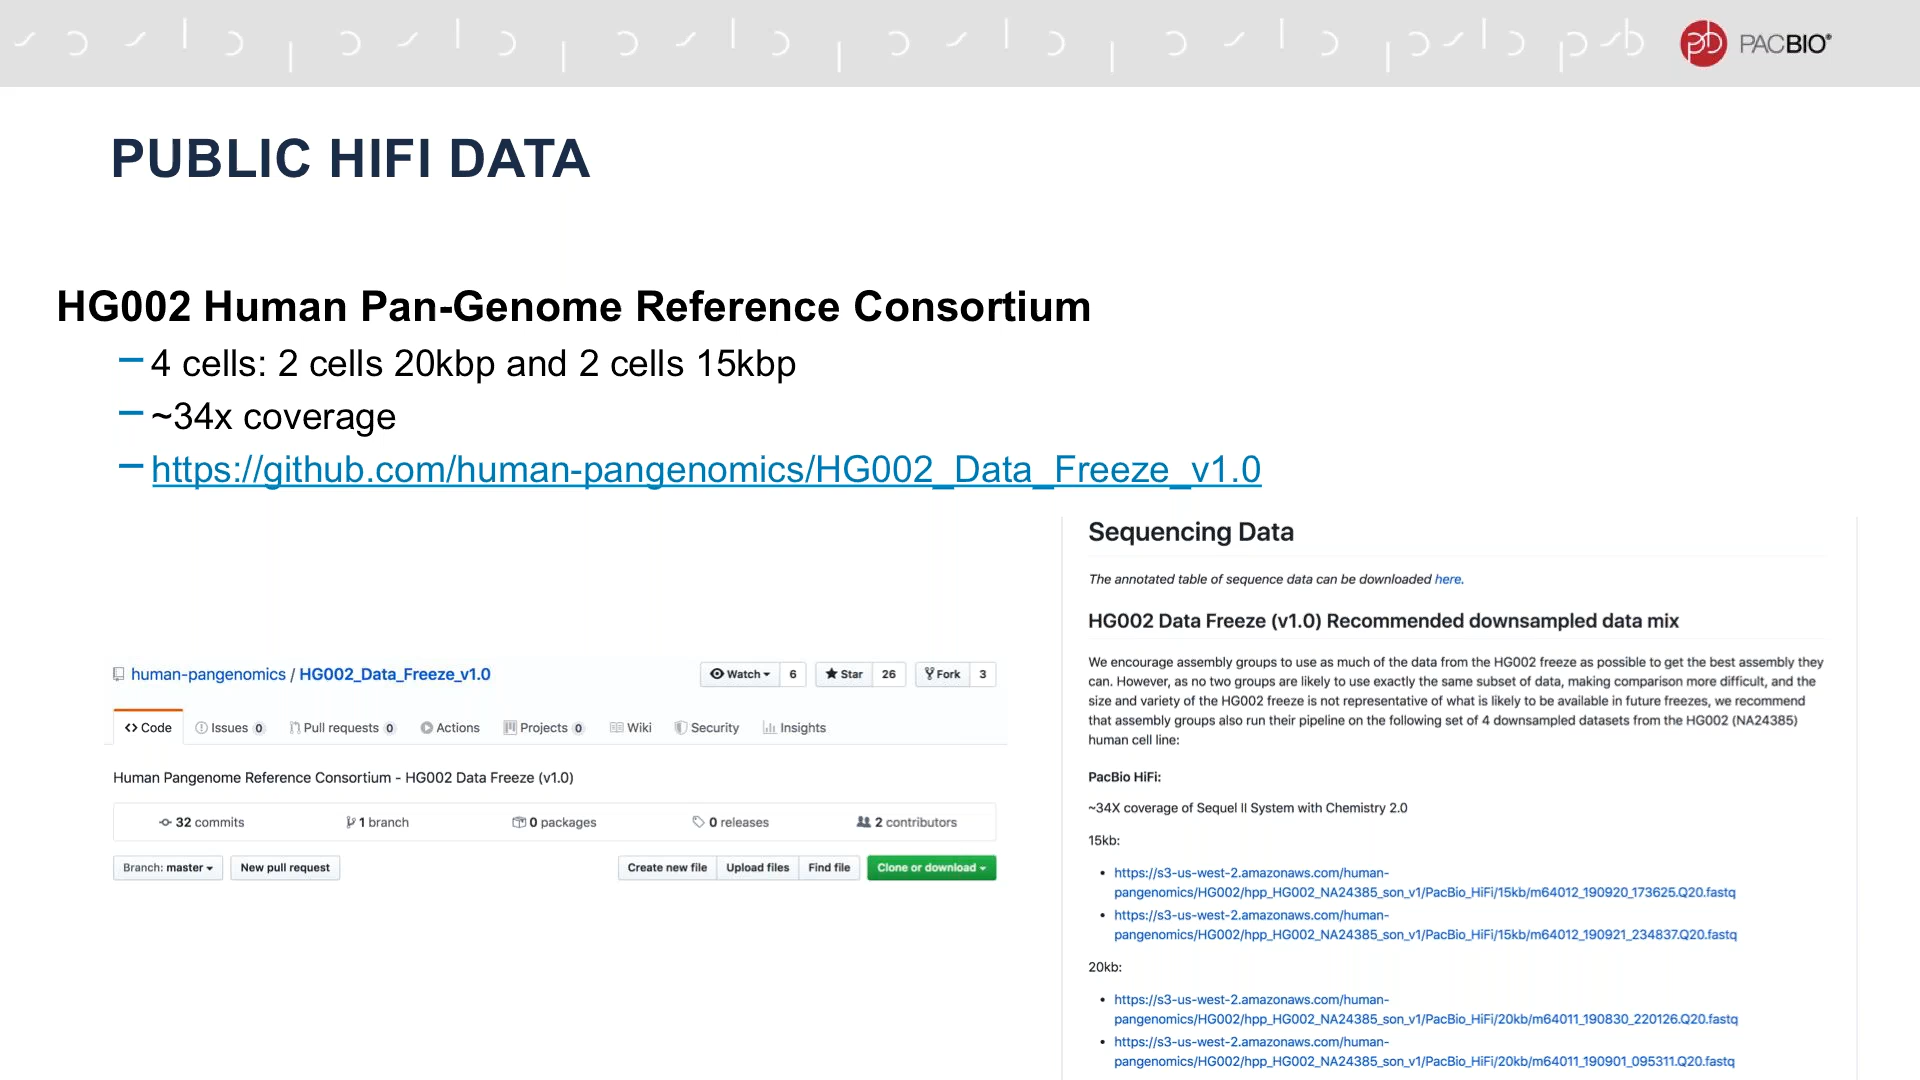 PACBIO®
PUBLIC HIFI DATA
HG002 Human Pan-Genome Reference Consortium
– 4 cells: 2 cells 20kbp and 2 cells 15kbp
– ~34x coverage
– https://github.com/human-pangenomics/HG002_Data_Freeze_v1.0
human-pangenomics / HG002_Data_Freeze_v1.0
Watch 6 Star 26 Fork 3
Code Issues 0 Pull requests 0 Actions Projects 0 Wiki Security Insights
Human Pangenome Reference Consortium - HG002 Data Freeze (v1.0)
32 commits 1 branch 0 packages 0 releases 2 contributors
Branch: master New pull request Create new file Upload files Find file Clone or download
Sequencing Data
The annotated table of sequence data can be downloaded here.
HG002 Data Freeze (v1.0) Recommended downsampled data mix
We encourage assembly groups to use as much of the data from the HG002 freeze as possible to get the best assembly they
can. However, as no two groups are likely to use exactly the same subset of data, making comparison more difficult, and the
size and variety of the HG002 freeze is not representative of what is likely to be available in future freezes, we recommend
that assembly groups also run their pipeline on the following set of 4 downsampled datasets from the HG002 (NA24385)
human cell line:
PacBio HiFi:
~34X coverage of Sequel II System with Chemistry 2.0
15kb:
• https://s3-us-west-2.amazonaws.com/human-
pangenomics/HG002/hpp_HG002_NA24385_son_v1/PacBio_HiFi/15kb/m64012_190920_173625.Q20.fastq
• https://s3-us-west-2.amazonaws.com/human-
pangenomics/HG002/hpp_HG002_NA24385_son_v1/PacBio_HiFi/15kb/m64012_190921_234837.Q20.fastq
20kb:
• https://s3-us-west-2.amazonaws.com/human-
pangenomics/HG002/hpp_HG002_NA24385_son_v1/PacBio_HiFi/20kb/m64011_190830_220126.Q20.fastq
• https://s3-us-west-2.amazonaws.com/human-
pangenomics/HG002/hpp_HG002_NA24385_son_v1/PacBio_HiFi/20kb/m64011_190901_095311.Q20.fastq